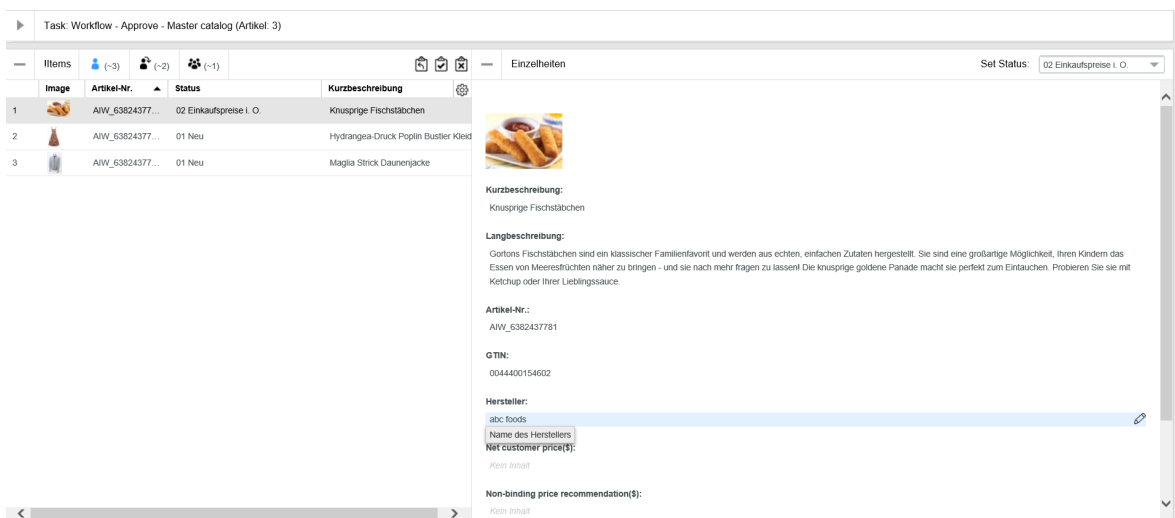 Task: Workflow - Approve - Master catalog (Artikel: 3)
IItems (~3) (~2) (~1)
Einzelheiten
Set Status: 02 Einkaufspreise i. O.
Image Artikel-Nr. Status Kurzbeschreibung
1 AIW_63824377... 02 Einkaufspreise i. O. Knusprige Fischstäbchen
2 AIW_63824377... 01 Neu Hydrangea-Druck Poplin Bustier Kleid
3 AIW_63824377... 01 Neu Maglia Strick Daunenjacke
Kurzbeschreibung:
Knusprige Fischstäbchen
Langbeschreibung:
Gortons Fischstäbchen sind ein klassischer Familienfavorit und werden aus echten, einfachen Zutaten hergestellt. Sie sind eine großartige Möglichkeit, Ihren Kindern das
Essen von Meeresfrüchten näher zu bringen - und sie nach mehr fragen zu lassen! Die knusprige goldene Panade macht sie perfekt zum Eintauchen. Probieren Sie sie mit
Ketchup oder Ihrer Lieblingssauce.
Artikel-Nr.:
AIW_6382437781
GTIN:
0044400154602
Hersteller:
abc foods
Name des Herstellers
Net customer price($):
Kein Inhalt
Non-binding price recommendation($):
Kein Inhalt